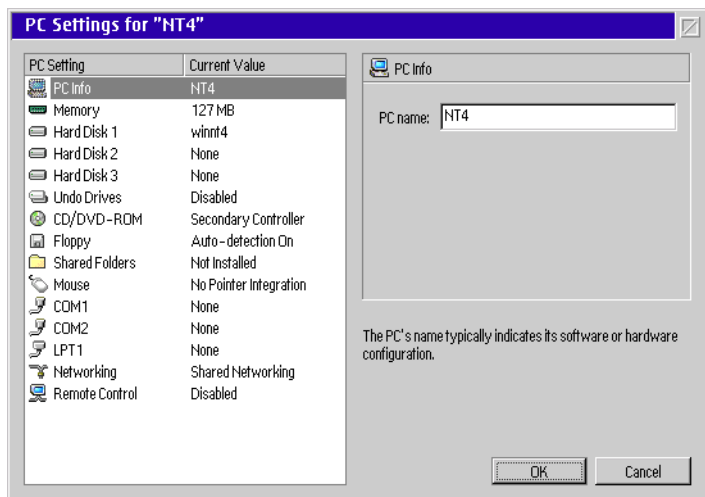 PC Settings for "NT4"
PC Setting Current Value
PC Info NT4
Memory 127 MB
Hard Disk 1 winnt4
Hard Disk 2 None
Hard Disk 3 None
Undo Drives Disabled
CD/DVD-ROM Secondary Controller
Floppy Auto-detection On
Shared Folders Not Installed
Mouse No Pointer Integration
COM1 None
COM2 None
LPT1 None
Networking Shared Networking
Remote Control Disabled
PC Info
PC name: NT4
The PC's name typically indicates its software or hardware
configuration.
OK Cancel